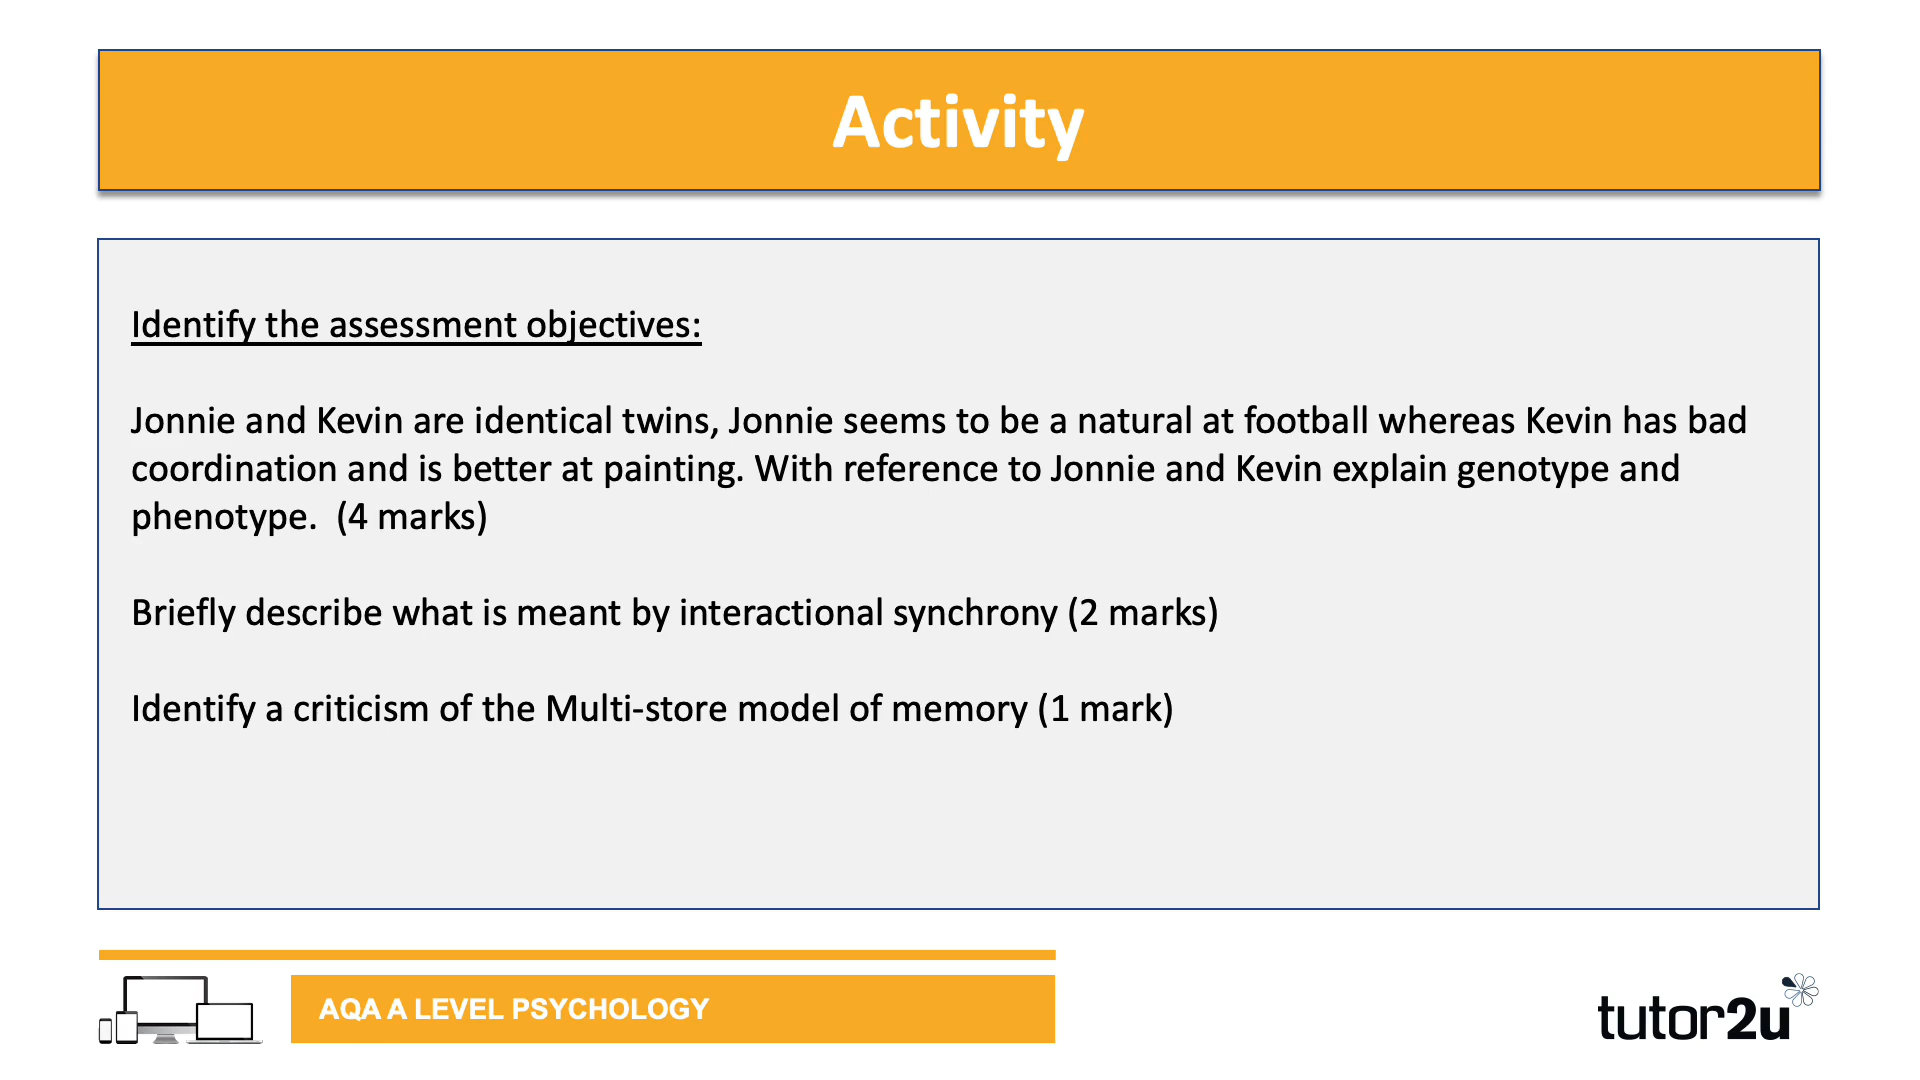 Activity
Identify the assessment objectives:
Jonnie and Kevin are identical twins, Jonnie seems to be a natural at football whereas Kevin has bad
coordination and is better at painting. With reference to Jonnie and Kevin explain genotype and
phenotype.  (4 marks)
Briefly describe what is meant by interactional synchrony (2 marks)
Identify a criticism of the Multi-store model of memory (1 mark)
AQA A LEVEL PSYCHOLOGY
tutor2u